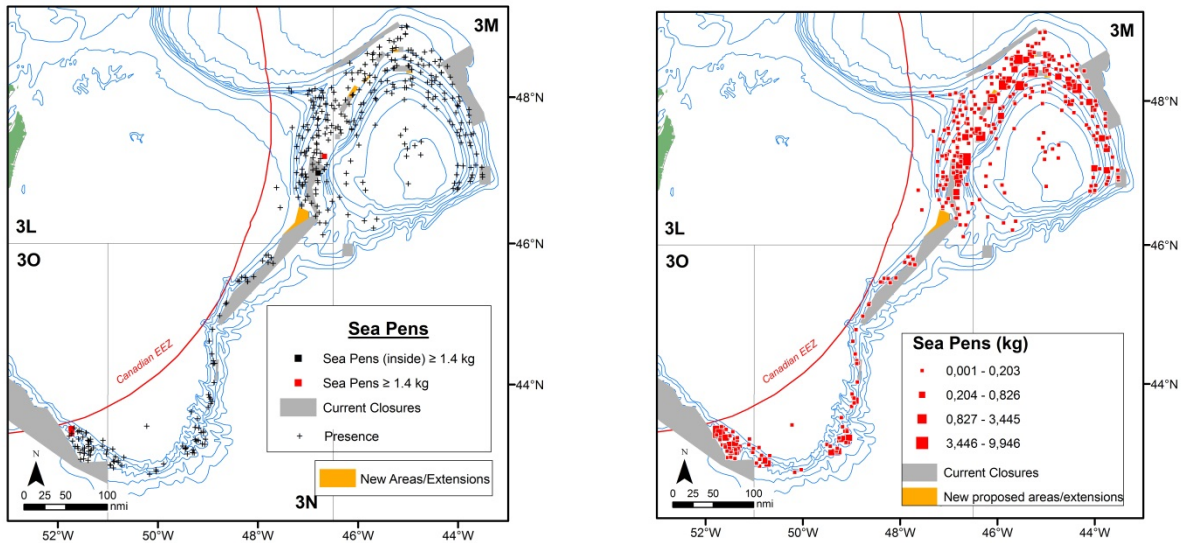 3M
48°N
3L
46°N
3O
Sea Pens
Sea Pens (inside) ≥ 1.4 kg
Sea Pens ≥ 1.4 kg
Current Closures
Presence
Canadian EEZ
44°N
New Areas/Extensions
N
0 25 50 100
nmi
3N
52°W 50°W 48°W 46°W 44°W
3M
48°N
3L
46°N
3O
Sea Pens (kg)
0,001 - 0,203
0,204 - 0,826
0,827 - 3,445
3,446 - 9,946
Current Closures
New proposed areas/extensions
Canadian EEZ
44°N
N
0 25 50 100
nmi
52°W 50°W 48°W 46°W 44°W